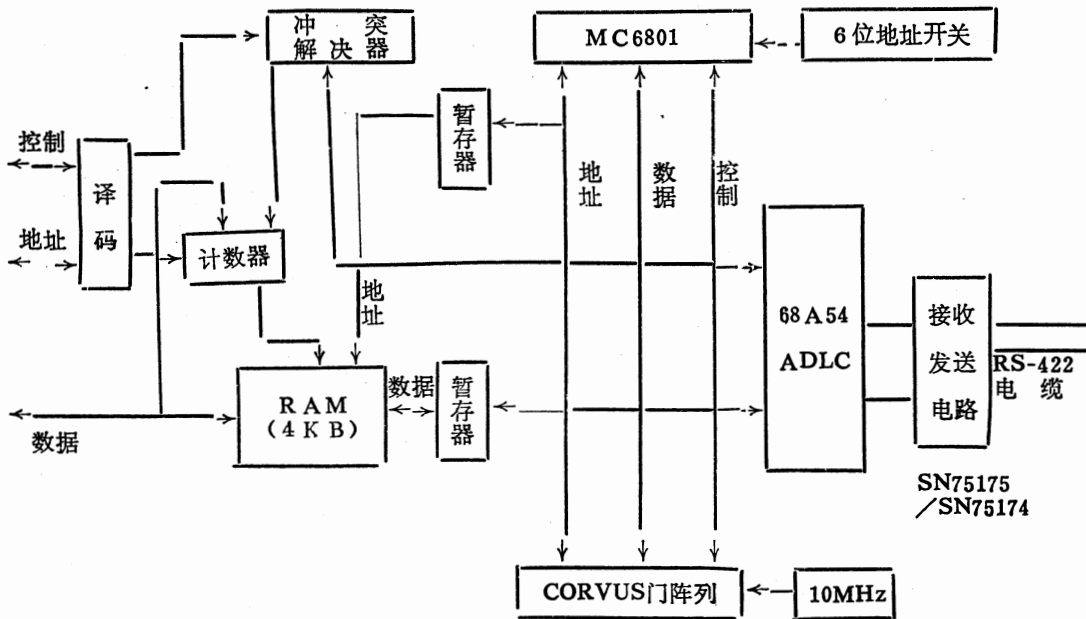 冲突
解决器
MC6801
6位地址开关
暂存器
控制
译码
地址
计数器
地址
数据
控制
地址
68A54
ADLC
接收
发送
电路
RS-422
电缆
RAM
(4KB)
数据
暂存器
数据
SN75175
/SN75174
CORVUS门阵列
10MHz